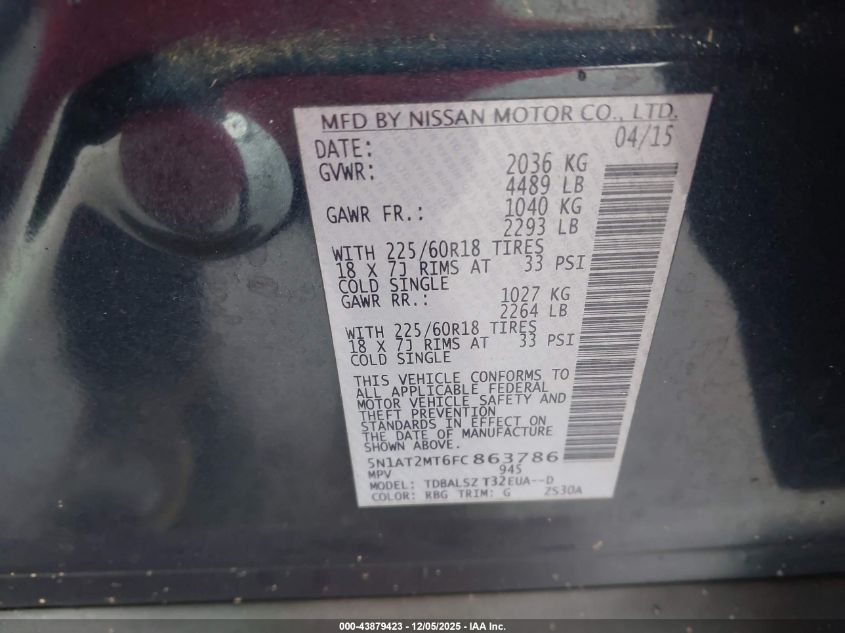 MFD BY NISSAN MOTOR CO., LTD.
DATE: 04/15
GVWR: 2036 KG
4489 LB
GAWR FR.: 1040 KG
2293 LB
WITH 225/60R18 TIRES
18 X 7J RIMS AT 33 PSI
COLD SINGLE
GAWR RR.: 1027 KG
2264 LB
WITH 225/60R18 TIRES
18 X 7J RIMS AT 33 PSI
COLD SINGLE
THIS VEHICLE CONFORMS TO
ALL APPLICABLE FEDERAL
MOTOR VEHICLE SAFETY AND
THEFT PREVENTION
STANDARDS IN EFFECT ON
THE DATE OF MANUFACTURE
SHOWN ABOVE.
5N1AT2MT6FC863786
MPV 945
MODEL: TDBALSZ T32EUA--D
COLOR: RBG TRIM: G ZS30A
000-43879423 - 12/05/2025 - IAA Inc.